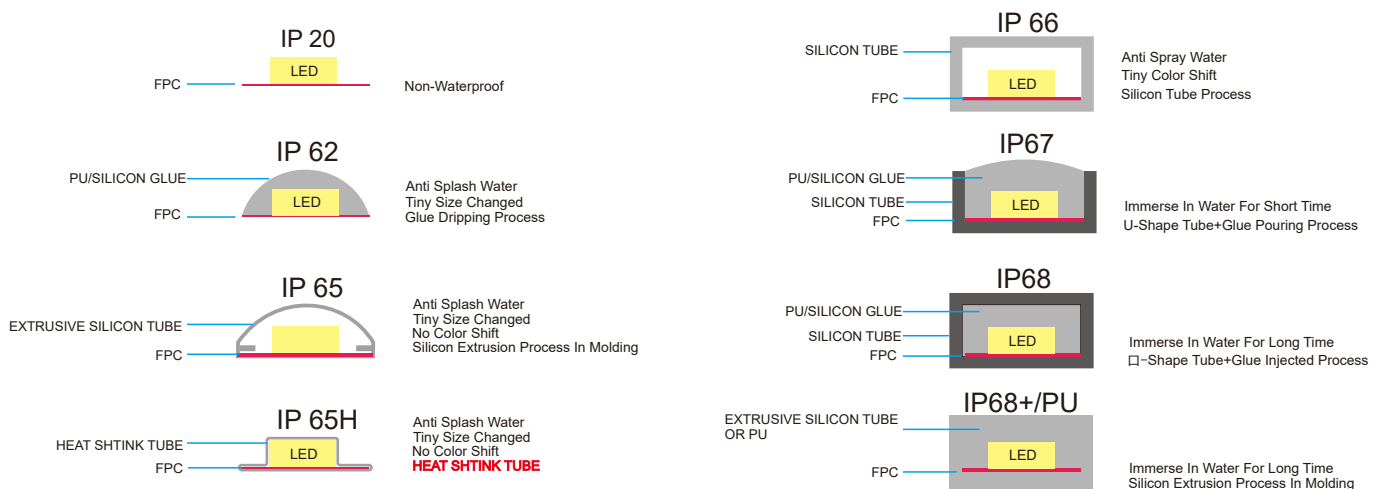 IP 20
LED
FPC
Non-Waterproof
IP 62
PU/SILICON GLUE
LED
FPC
Anti Splash Water
Tiny Size Changed
Glue Dripping Process
IP 65
EXTRUSIVE SILICON TUBE
FPC
Anti Splash Water
Tiny Size Changed
No Color Shift
Silicon Extrusion Process In Molding
IP 65H
HEAT SHTINK TUBE
LED
FPC
Anti Splash Water
Tiny Size Changed
No Color Shift
HEAT SHTINK TUBE
IP 66
SILICON TUBE
LED
FPC
Anti Spray Water
Tiny Color Shift
Silicon Tube Process
IP67
PU/SILICON GLUE
SILICON TUBE
LED
FPC
Immerse In Water For Short Time
U-Shape Tube+Glue Pouring Process
IP68
PU/SILICON GLUE
SILICON TUBE
LED
FPC
Immerse In Water For Long Time
口-Shape Tube+Glue Injected Process
IP68+/PU
EXTRUSIVE SILICON TUBE
OR PU
LED
FPC
Immerse In Water For Long Time
Silicon Extrusion Process In Molding